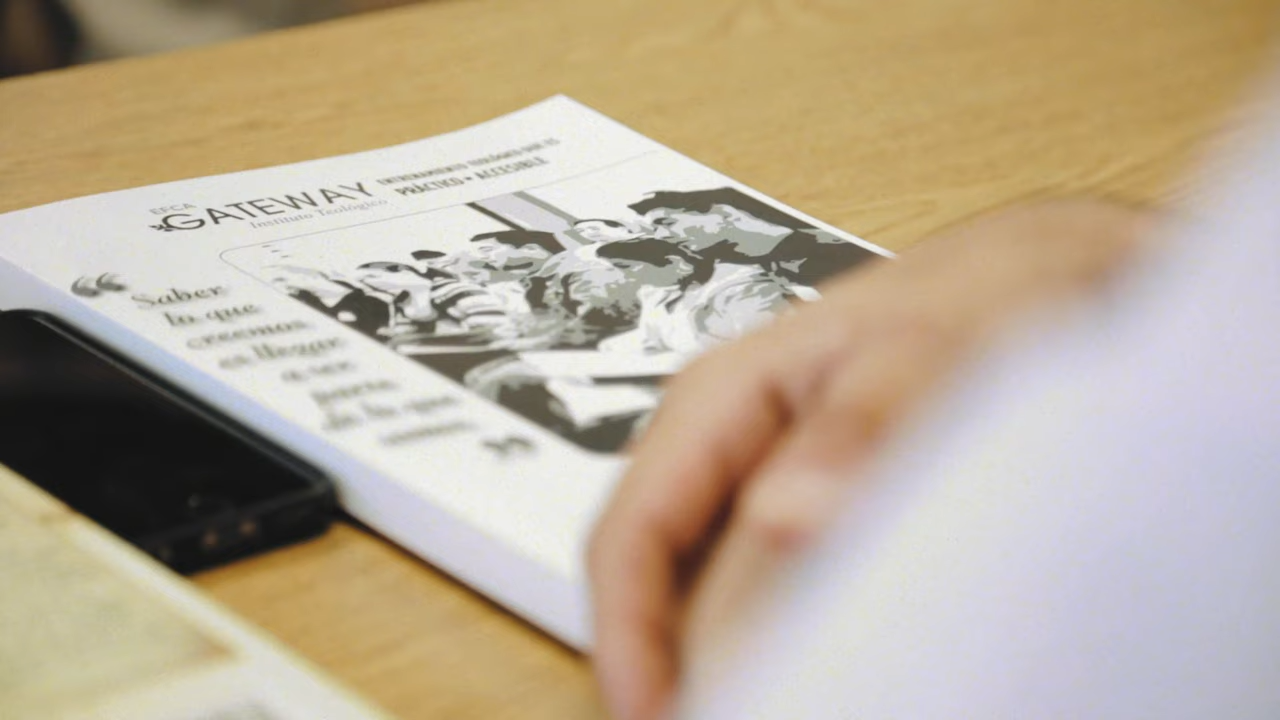 EFCA
GATEWAY
Instituto Teológico
ENTRENAMIENTO TEOLÓGICO QUE ES
PRÁCTICO • ACCESIBLE
“Saber
lo que
creemos
es llegar
a ser
parte
de lo que
somos”